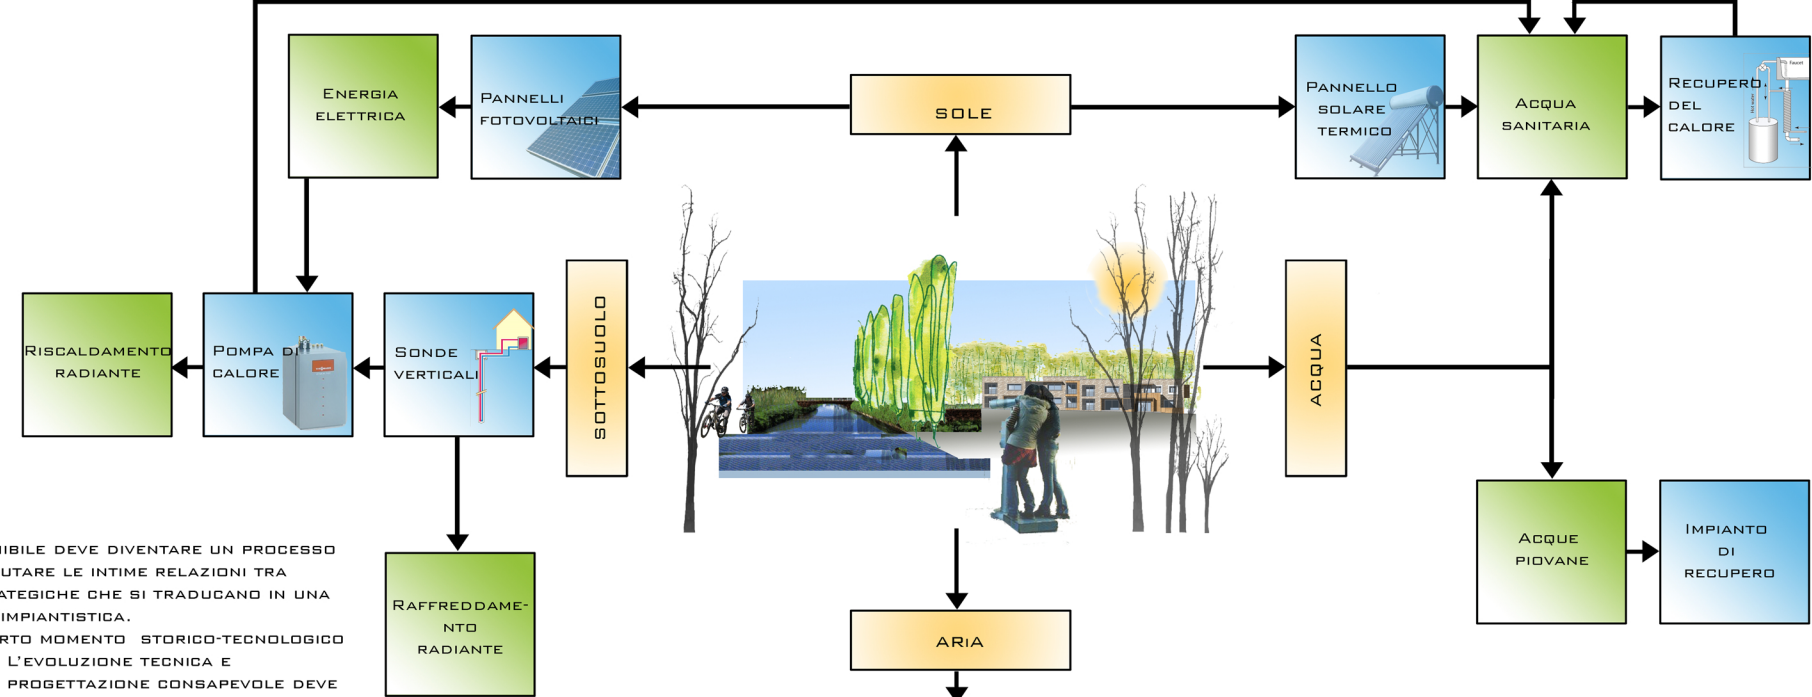 ENERGIA
ELETTRICA
PANNELLI
FOTOVOLTAICI
SOLE
PANNELLO
SOLARE
TERMICO
ACQUA
SANITARIA
RECUPERO
DEL
CALORE
Faucet
RISCALDAMENTO
RADIANTE
POMPA DI
CALORE
SONDE
VERTICALI
SOTTOSUOLO
ACQUA
RAFFREDDAME-
NTO
RADIANTE
ARiA
ACQUE
PIOVANE
IMPIANTO
DI
RECUPERO
NIBILE DEVE DIVENTARE UN PROCESSO
UTARE LE INTIME RELAZIONI TRA
ATEGICHE CHE SI TRADUCANO IN UNA
IMPIANTISTICA.
RTO MOMENTO STORICO-TECNOLOGICO
L'EVOLUZIONE TECNICA E
PROGETTAZIONE CONSAPEVOLE DEVE